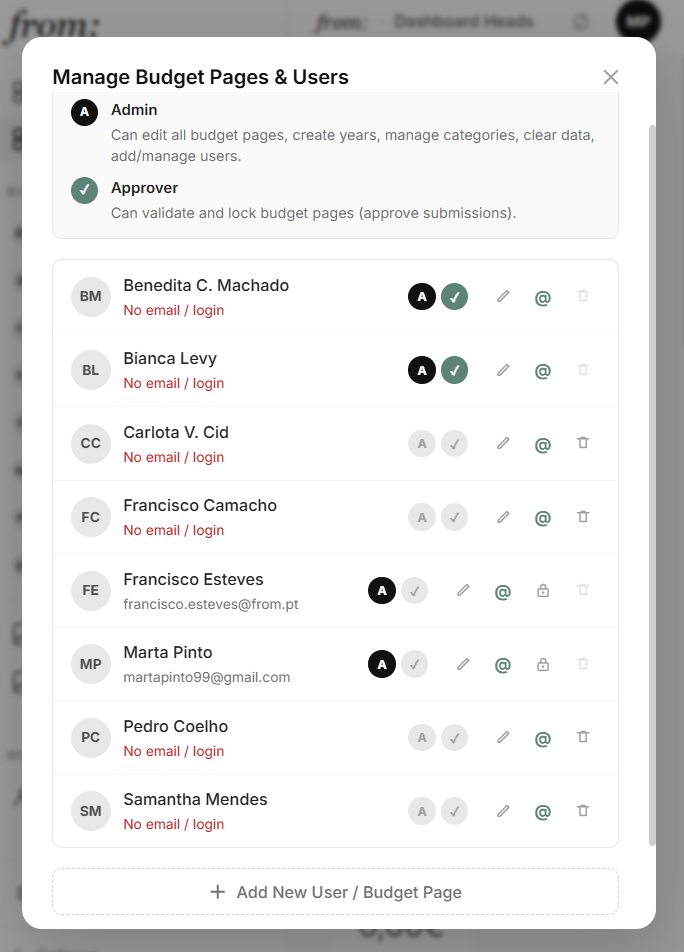 from:
from: · Dashboard Heads
MP
Manage Budget Pages & Users
A Admin
Can edit all budget pages, create years, manage categories, clear data,
add/manage users.
✓ Approver
Can validate and lock budget pages (approve submissions).
BM Benedita C. Machado A ✓ @
No email / login
BL Bianca Levy A ✓ @
No email / login
CC Carlota V. Cid A ✓ @
No email / login
FC Francisco Camacho A ✓ @
No email / login
FE Francisco Esteves A ✓ @
francisco.esteves@from.pt
MP Marta Pinto A ✓ @
martapinto99@gmail.com
PC Pedro Coelho A ✓ @
No email / login
SM Samantha Mendes A ✓ @
No email / login
+ Add New User / Budget Page